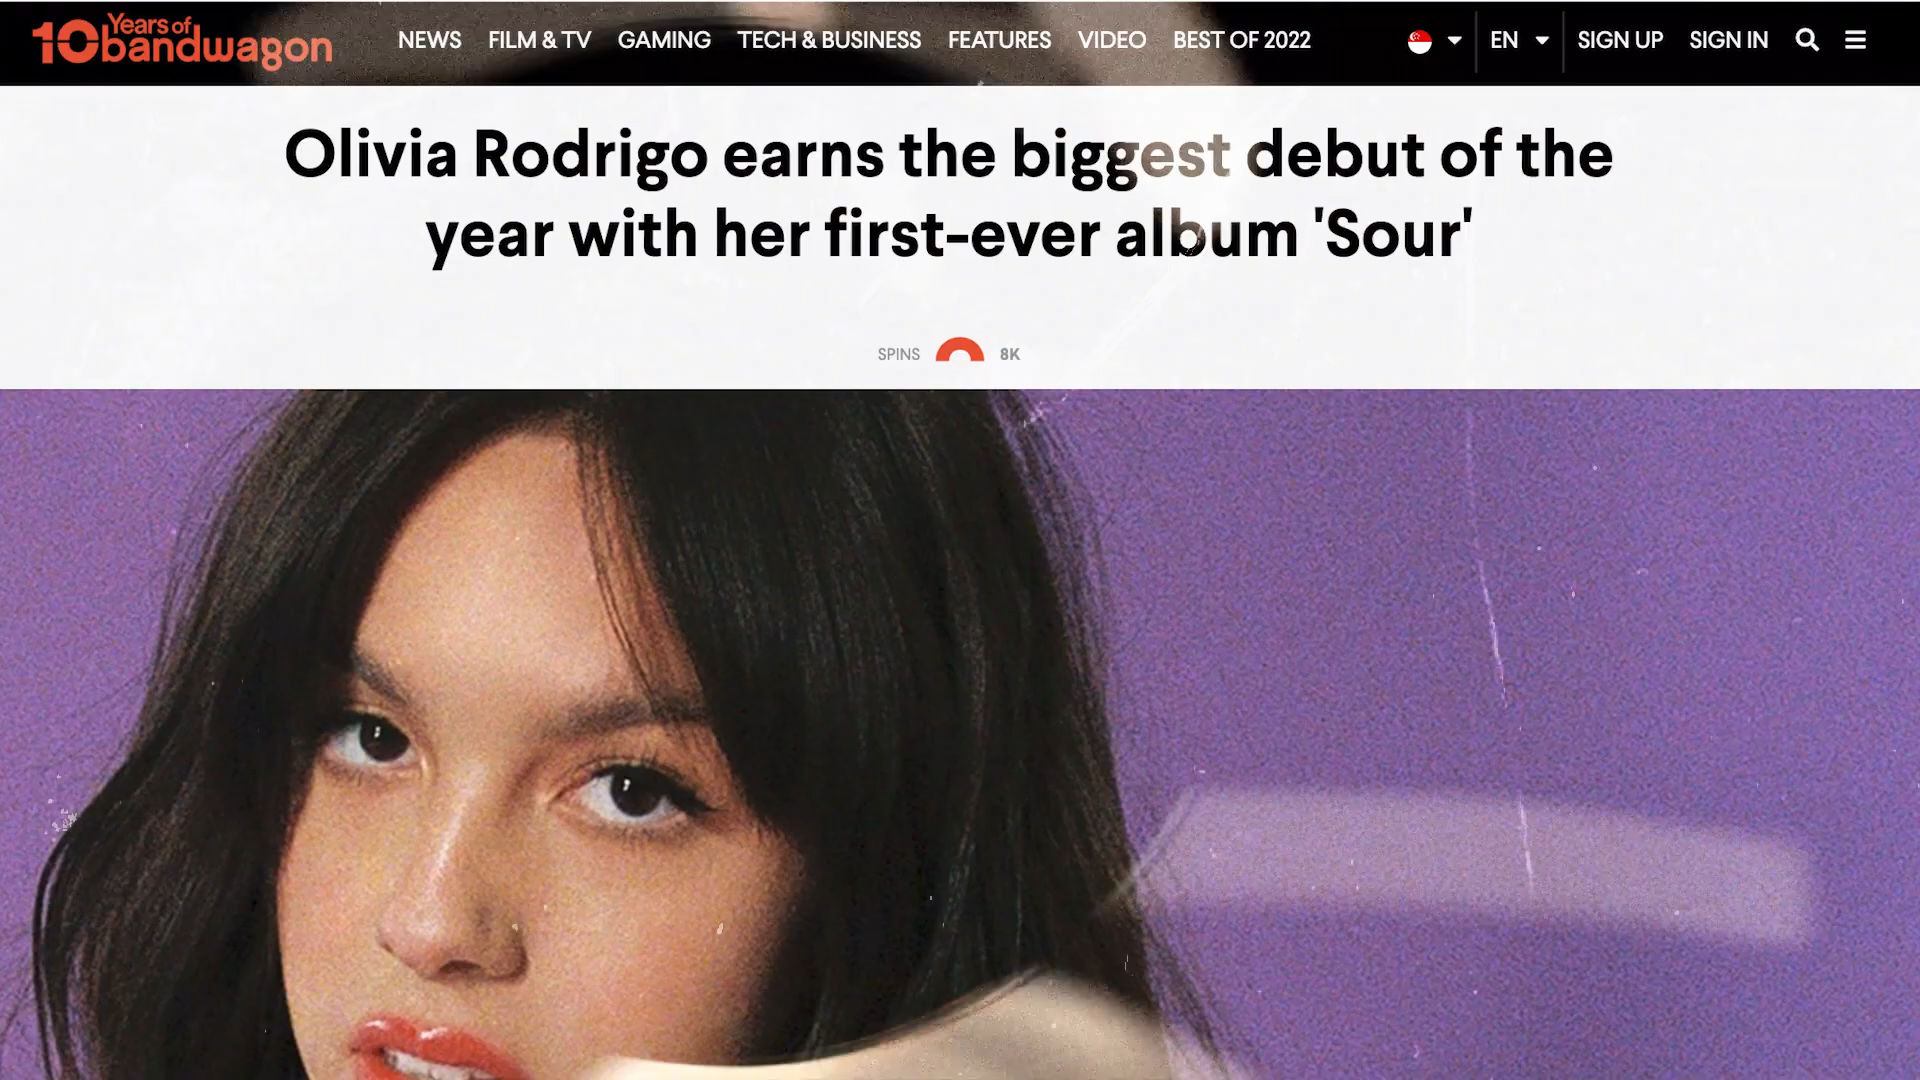 10 Years of bandwagon
NEWS FILM & TV GAMING TECH & BUSINESS FEATURES VIDEO BEST OF 2022 EN SIGN UP SIGN IN
Olivia Rodrigo earns the biggest debut of the
year with her first-ever album 'Sour'
SPINS 8K